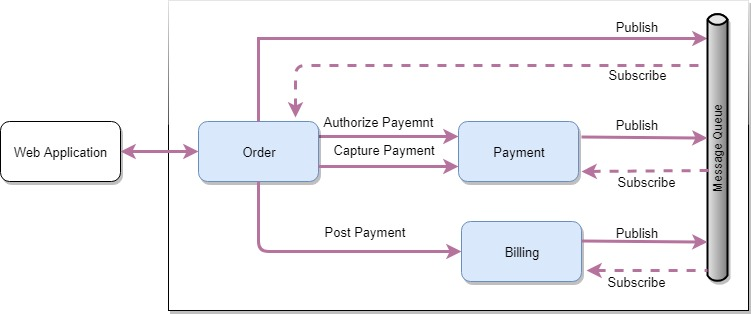 Publish
Subscribe
Authorize Payemnt
Publish
Web Application
Order
Capture Payment
Payment
Message Queue
Subscribe
Post Payment
Publish
Billing
Subscribe